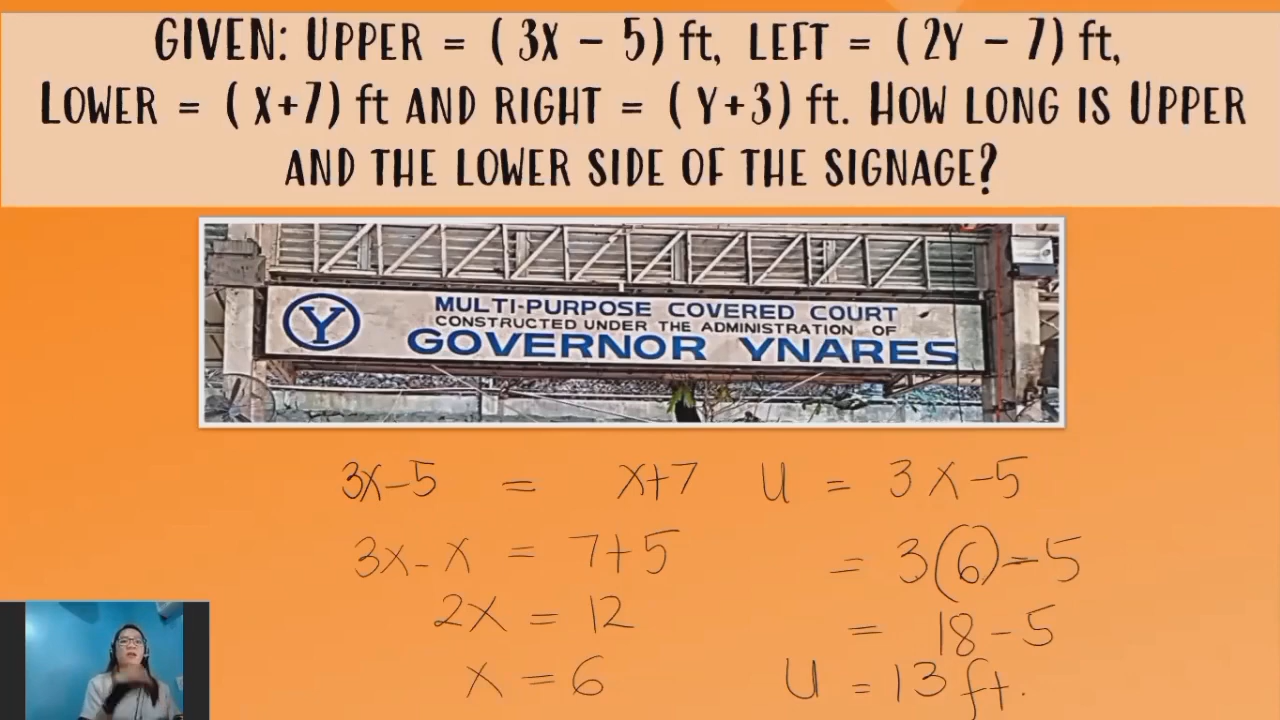 GIVEN: UPPER = ( 3X - 5) ft, LEFT = ( 2Y - 7) ft,
LOWER = ( X+7) ft AND RIGHT = ( Y+3) ft. HOW LONG IS UPPER
AND THE LOWER SIDE OF THE SIGNAGE?
Y
MULTI-PURPOSE COVERED COURT
CONSTRUCTED UNDER THE ADMINISTRATION OF
GOVERNOR YNARES
3x-5 = x+7
3x-x = 7+5
2x = 12
x = 6
U = 3x-5
= 3(6)-5
= 18-5
U = 13 ft.